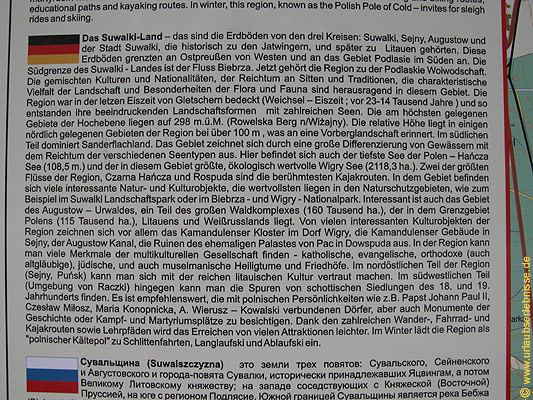 educational paths and kayaking routes. In winter, this region, known as the Polish Pole of Cold – invites for sleigh
rides and skiing.
Das Suwalki-Land – das sind die Erdböden von den drei Kreisen: Suwalki, Sejny, Augustow und
der Stadt Suwalki, die historisch zu den Jatwingern, und später zu Litauen gehörten. Diese
Erdböden grenzten an Ostpreußen von Westen und an das Gebiet Podlasie im Süden an. Die
Südgrenze des Suwalki - Landes ist der Fluss Biebrza. Jetzt gehört die Region zu der Podlaskie Woiwodschaft.
Die gemischten Kulturen und Nationalitäten, der Reichtum an Sitten und Traditionen, die charakteristische
Vielfalt der Landschaft und Besonderheiten der Flora und Fauna sind herausragend in diesem Gebiet. Die
Region war in der letzen Eiszeit von Gletschern bedeckt (Weichsel – Eiszeit ; vor 23-14 Tausend Jahre ) und so
entstanden ihre beeindruckenden Landschaftsformen mit zahlreichen Seen. Die am höchsten gelegenen
Gebiete der Hochebene liegen auf 298 m.ü.M. (Rowelska Berg n/Wiżajny). Die relative Höhe liegt in einigen
nördlich gelegenen Gebieten der Region bei über 100 m , was an eine Vorberglandschaft erinnert. Im südlichen
Teil dominiert Sanderflachland. Das Gebiet zeichnet sich durch eine große Differenzierung von Gewässern mit
dem Reichtum der verschiedenen Seentypen aus. Hier befindet sich auch der tiefste See der Polen – Hańcza
See (108,5 m.) und der in diesem Gebiet größte, ökologisch wertvolle Wigry See (2118,3 ha.). Zwei der größten
Flüsse der Region, Czarna Hańcza und Rospuda sind die berühmtesten Kajakrouten. In dem Gebiet befinden
sich viele interessante Natur- und Kulturobjekte, die wertvollsten liegen in den Naturschutzgebieten, wie zum
Beispiel im Suwalki Landschaftspark oder im Biebrza - und Wigry - Nationalpark. Interessant ist auch das Gebiet
des Augustow – Urwaldes, ein Teil des großen Waldkomplexes (160 Tausend ha.), der in dem Grenzgebiet
Polens (115 Tausend ha.), Litauens und Weißrusslands liegt. Von vielen interessanten Kulturobjekten der
Region zeichnen sich vor allem das Kamandulenser Kloster im Dorf Wigry, die Kamandulenser Gebäude in
Sejny, der Augustow Kanal, die Ruinen des ehemaligen Palastes von Pac in Dowspuda aus. In der Region kann
man viele Merkmale der multikulturellen Gesellschaft finden - katholische, evangelische, orthodoxe (auch
altgläubige), jüdische, und auch muselmanische Heiligtume und Friedhöfe. Im nordöstlichen Teil der Region
(Sejny, Puńsk) kann man sich mit der reichen litauischen Kultur vertraut machen. Im südwestlichen Teil
(Umgebung von Raczki) hingegen kann man die Spuren von schottischen Siedlungen des 18. und 19.
Jahrhunderts finden. Es ist empfehlenswert, die mit polnischen Persönlichkeiten wie z.B. Papst Johann Paul II,
Czesław Miłosz, Maria Konopnicka, A. Wierusz – Kowalski verbundenen Dörfer, aber auch Monumente der
Geschichte oder Kampf- und Martyriumsplätze zu besichtigen. Dank den zahlreichen Wander-, Fahrrad- und
Kajakrouten sowie Lehrpfäden wird das Erreichen von vielen Attraktionen leichter. Im Winter lädt die Region als
"polnischer Kältepol" zu Schlittenfahrten, Langlaufski und Ablaufski ein.
Сувальщина (Suwalszczyzna) это земли трех повятов: Сувальского, Сейненского
и Августовского и города-повята Сувалки, исторически принадлежавших Яцвингам, а потом
Великому Литовскому княжеству; на западе соседствующих с Княжеской (Восточной)
Пруссией, на юге с регионом Подлясие. Южной границей Сувальщины является река Бебжа
© www.urlaubserlebnisse.de